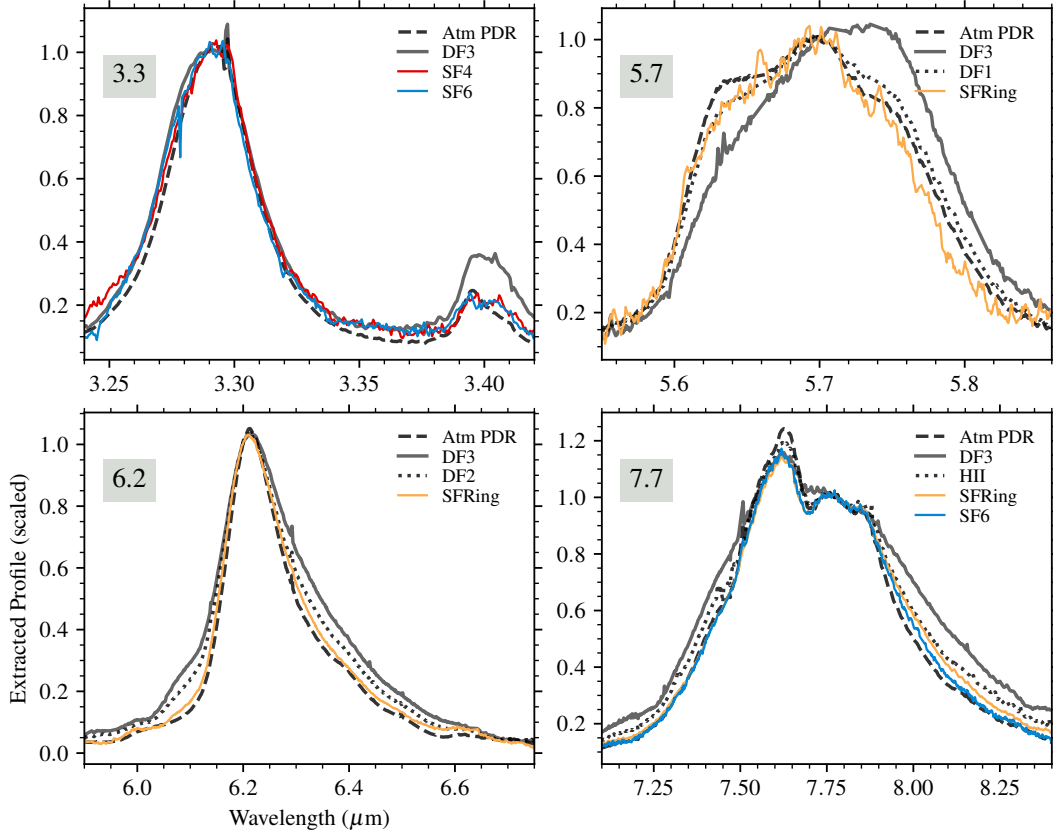 3.3
Atm PDR
DF3
SF4
SF6
1.0
0.8
0.6
0.4
0.2
3.25
3.30
3.35
3.40
5.7
Atm PDR
DF3
DF1
SFRing
1.0
0.8
0.6
0.4
0.2
5.6
5.7
5.8
6.2
Atm PDR
DF3
DF2
SFRing
1.0
0.8
0.6
0.4
0.2
0.0
6.0
6.2
6.4
6.6
Extracted Profile (scaled)
Wavelength (μm)
7.7
Atm PDR
DF3
HII
SFRing
SF6
1.2
1.0
0.8
0.6
0.4
0.2
7.25
7.50
7.75
8.00
8.25